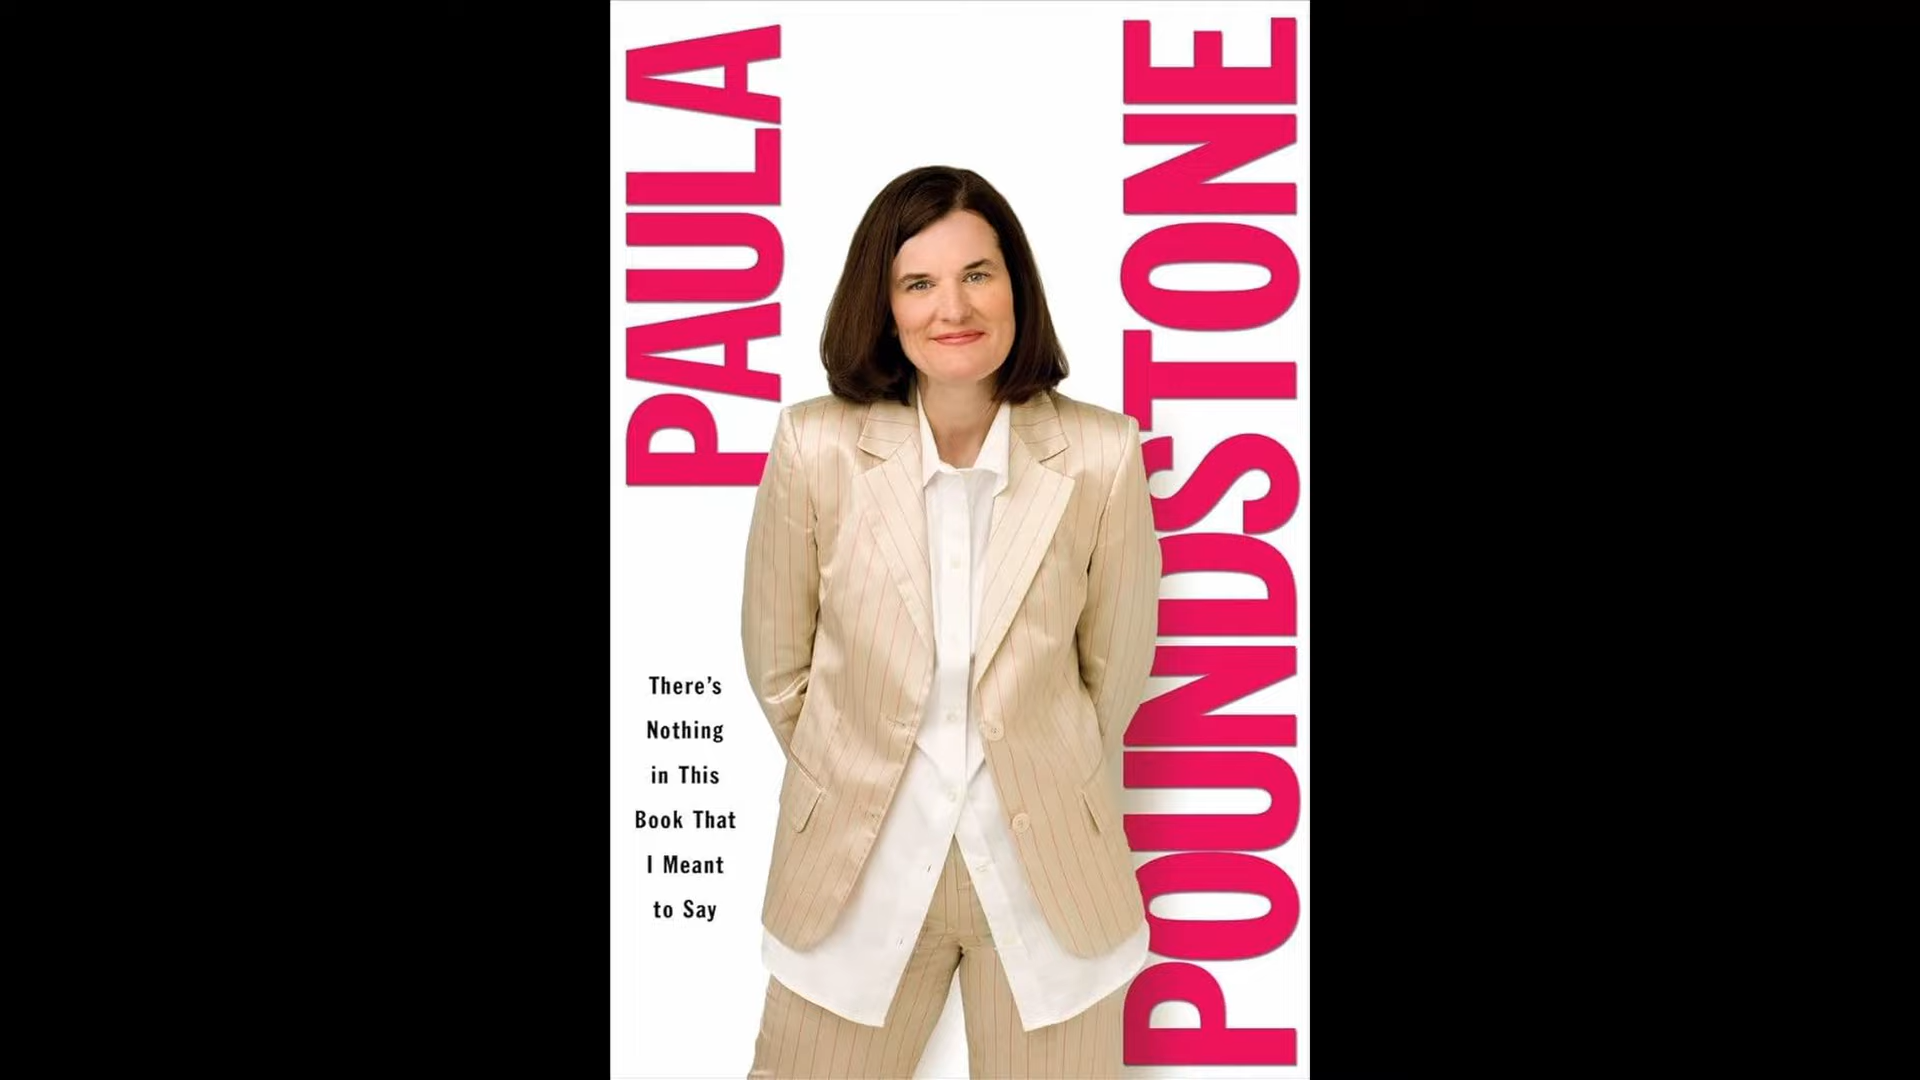 PAULA
POUNDSTONE
There's
Nothing
in This
Book That
I Meant
to Say